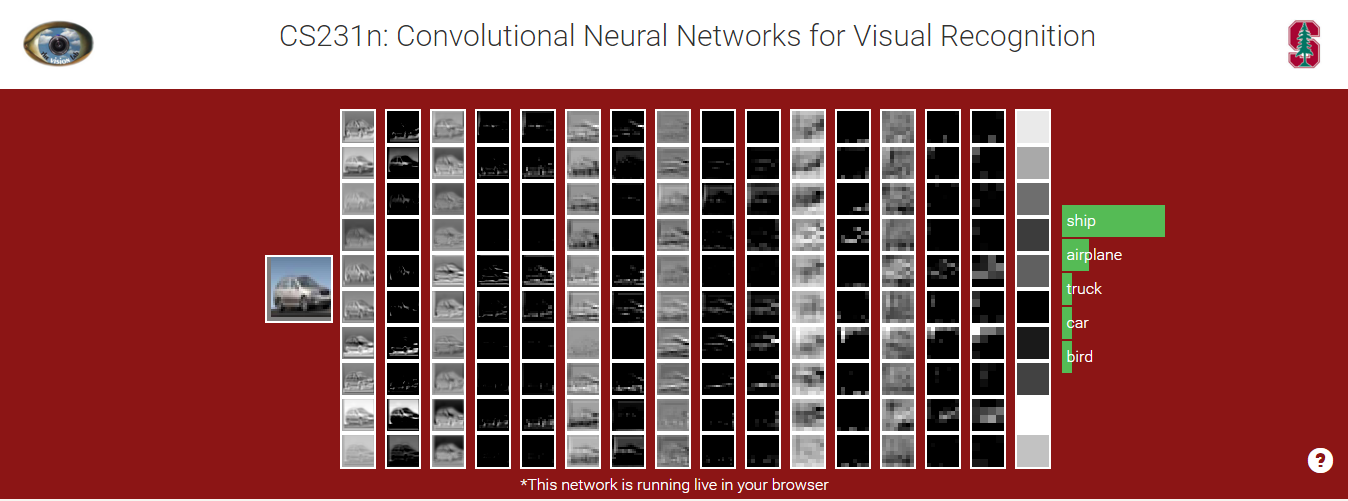 CS231n: Convolutional Neural Networks for Visual Recognition
Vision
ship
airplane
truck
car
bird
?
*This network is running live in your browser